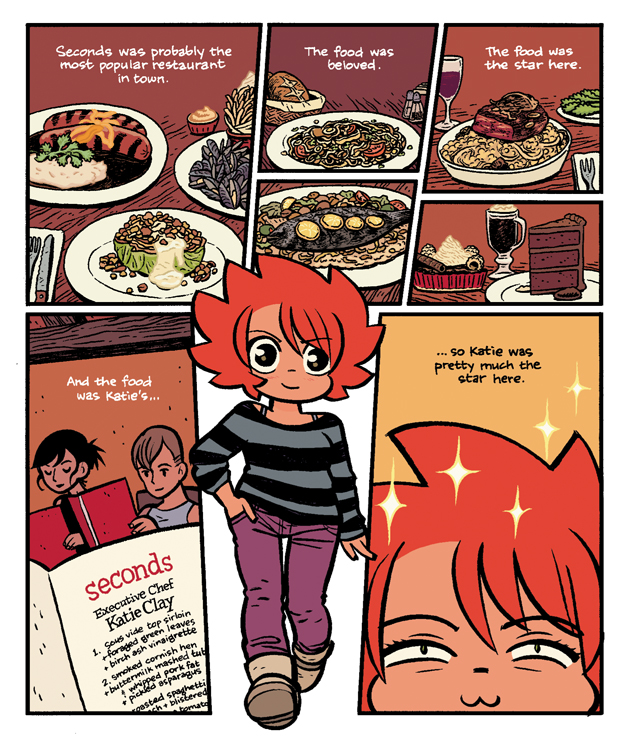 Seconds was probably the
most popular restaurant
in town.
The food was
beloved.
The food was
the star here.
And the food
was Katie's...
seconds
Executive Chef
Katie Clay
1. sous vide top sirloin
+ foraged green leaves
+ birch ash vinaigrette
2. smoked cornish hen
+ buttermilk mashed tub
+ whipped pork fat
+ pickled asparagus
roasted spaghetti
+ blistered
tomato
...so Katie was
pretty much the
star here.